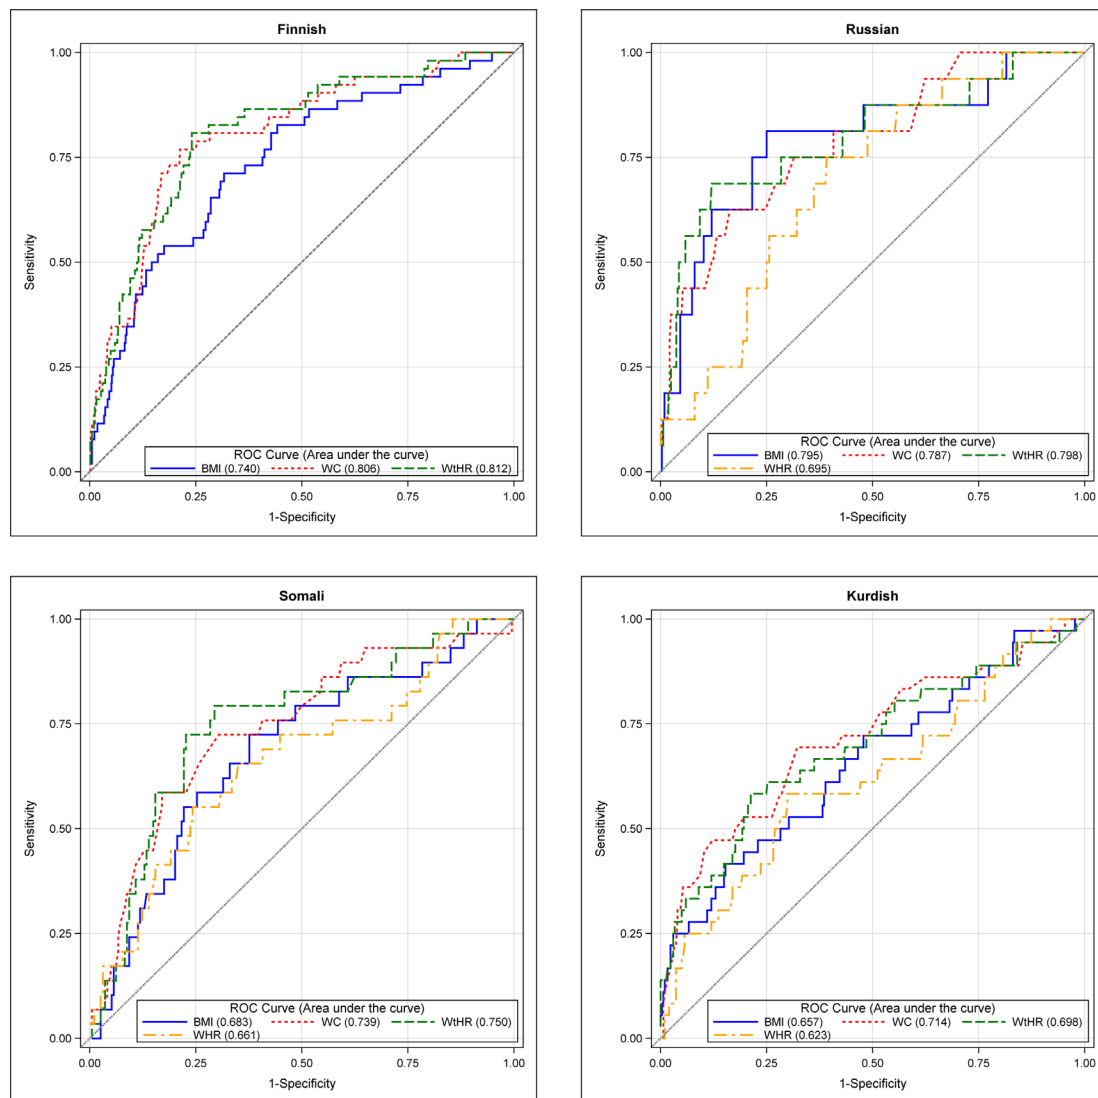 Finnish
1.00
0.75
0.50
0.25
0.00
Sensitivity
ROC Curve (Area under the curve)
BMI (0.740) WC (0.806) WtHR (0.812)
0.00 0.25 0.50 0.75 1.00
1-Specificity
Russian
1.00
0.75
0.50
0.25
0.00
Sensitivity
ROC Curve (Area under the curve)
BMI (0.795) WC (0.787) WtHR (0.798)
WHR (0.695)
0.00 0.25 0.50 0.75 1.00
1-Specificity
Somali
1.00
0.75
0.50
0.25
0.00
Sensitivity
ROC Curve (Area under the curve)
BMI (0.683) WC (0.739) WtHR (0.750)
WHR (0.661)
0.00 0.25 0.50 0.75 1.00
1-Specificity
Kurdish
1.00
0.75
0.50
0.25
0.00
Sensitivity
ROC Curve (Area under the curve)
BMI (0.657) WC (0.714) WtHR (0.698)
WHR (0.623)
0.00 0.25 0.50 0.75 1.00
1-Specificity